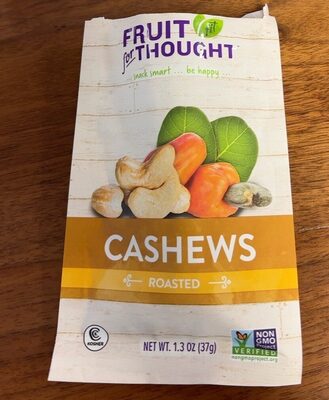 FRUIT
for THOUGHT
...snack smart ... be happy...
CASHEWS
ROASTED
KOSHER
NET WT. 1.3 OZ (37g)
NON
GMO
Project
VERIFIED
nongmoproject.org